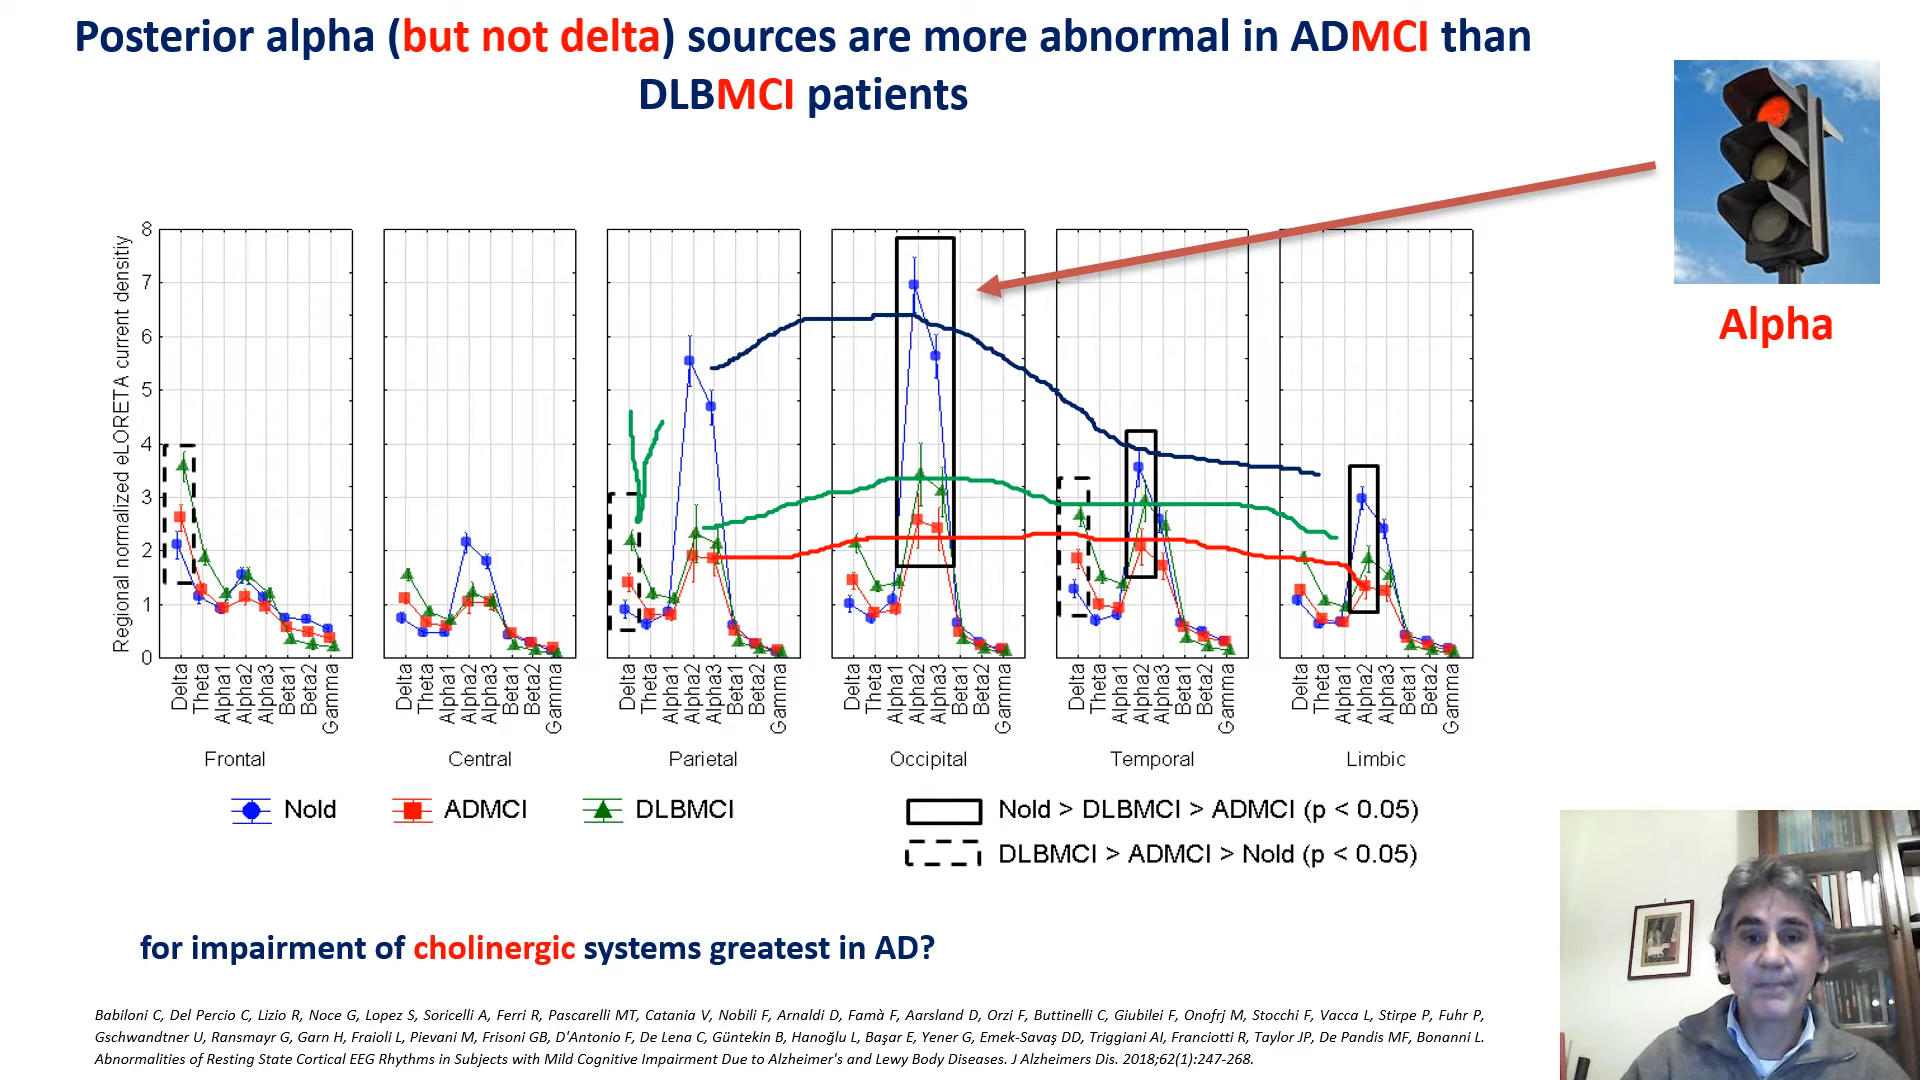 Posterior alpha (but not delta) sources are more abnormal in ADMCI than
DLBMCI patients
Alpha
Regional normalized eLORETA current density
8
7
6
5
4
3
2
1
0
Delta
Theta
Alpha1
Alpha2
Alpha3
Beta1
Beta2
Gamma
Delta
Theta
Alpha1
Alpha2
Alpha3
Beta1
Beta2
Gamma
Delta
Theta
Alpha1
Alpha2
Alpha3
Beta1
Beta2
Gamma
Delta
Theta
Alpha1
Alpha2
Alpha3
Beta1
Beta2
Gamma
Delta
Theta
Alpha1
Alpha2
Alpha3
Beta1
Beta2
Gamma
Delta
Theta
Alpha1
Alpha2
Alpha3
Beta1
Beta2
Gamma
Frontal
Central
Parietal
Occipital
Temporal
Limbic
Nold
ADMCI
DLBMCI
Nold > DLBMCI > ADMCI (p < 0.05)
DLBMCI > ADMCI > Nold (p < 0.05)
for impairment of cholinergic systems greatest in AD?
Babiloni C, Del Percio C, Lizio R, Noce G, Lopez S, Soricelli A, Ferri R, Pascarelli MT, Catania V, Nobili F, Arnaldi D, Famà F, Aarsland D, Orzi F, Buttinelli C, Giubilei F, Onofrj M, Stocchi F, Vacca L, Stirpe P, Fuhr P,
Gschwandtner U, Ransmayr G, Garn H, Fraioli L, Pievani M, Frisoni GB, D'Antonio F, De Lena C, Güntekin B, Hanoğlu L, Başar E, Yener G, Emek-Savaş DD, Triggiani AI, Franciotti R, Taylor JP, De Pandis MF, Bonanni L.
Abnormalities of Resting State Cortical EEG Rhythms in Subjects with Mild Cognitive Impairment Due to Alzheimer's and Lewy Body Diseases. J Alzheimers Dis. 2018;62(1):247-268.